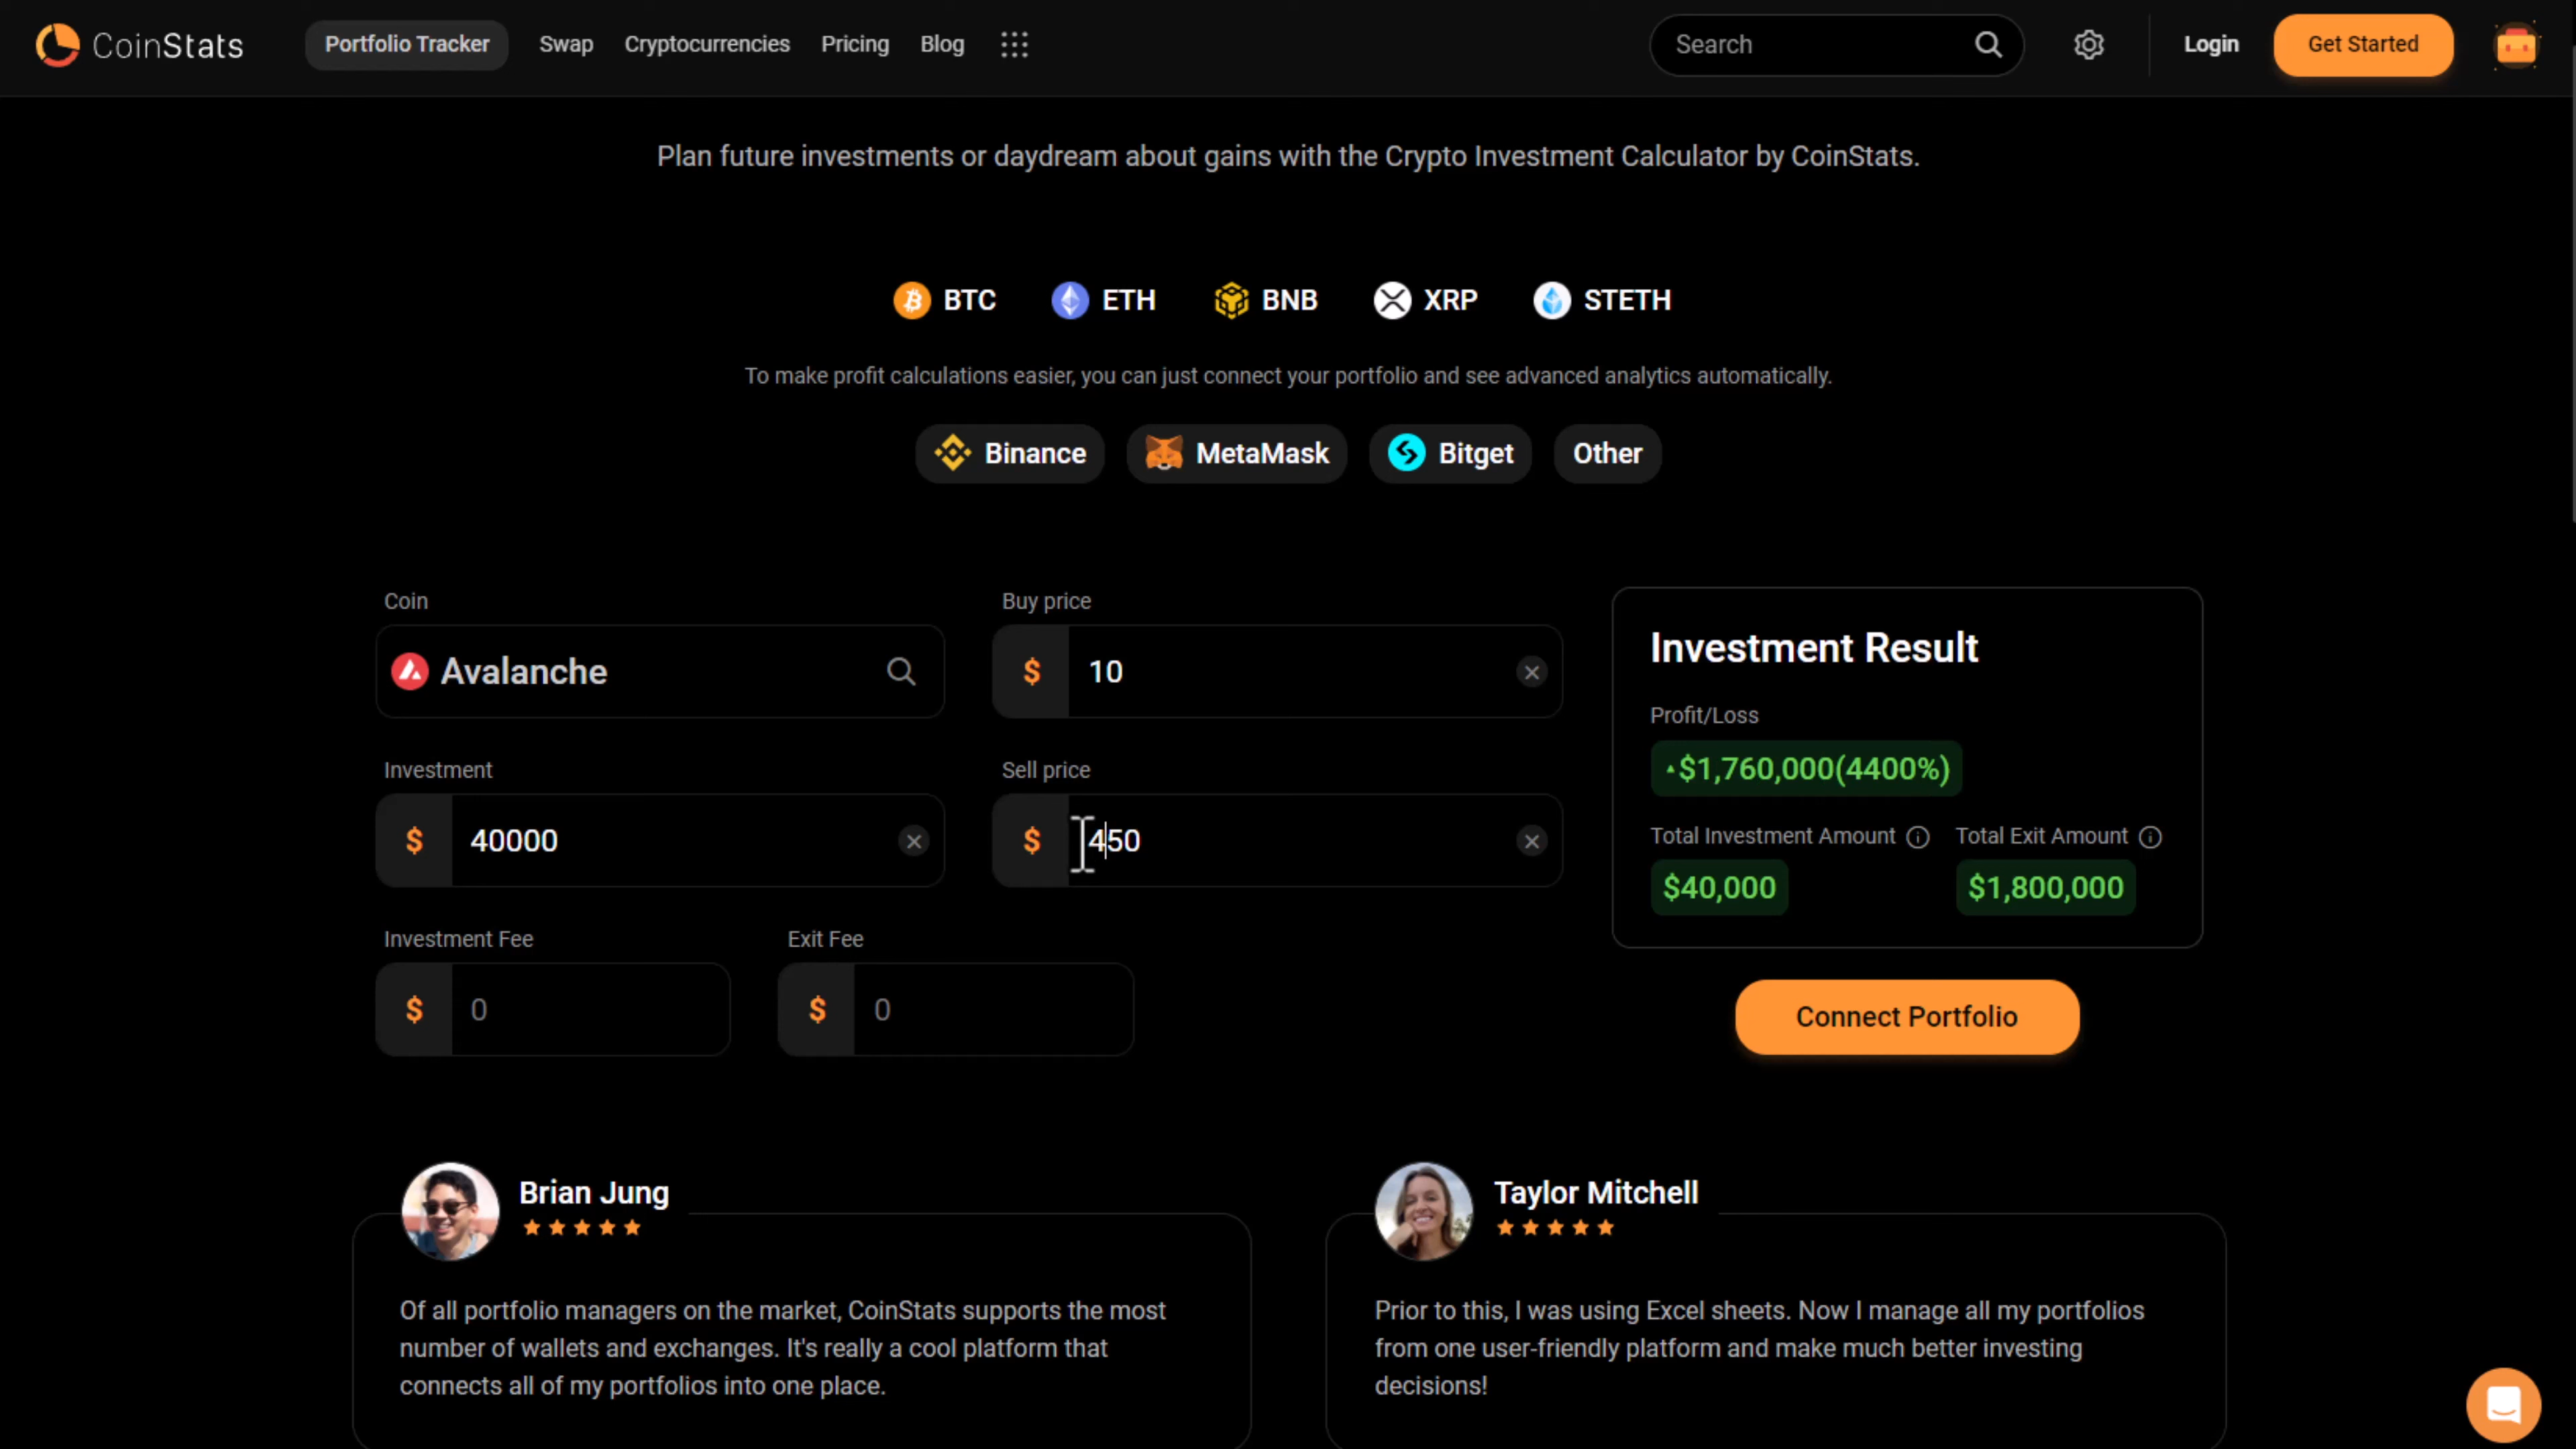 CoinStats
Portfolio Tracker
Swap
Cryptocurrencies
Pricing
Blog
Search
Login
Get Started
Plan future investments or daydream about gains with the Crypto Investment Calculator by CoinStats.
BTC
ETH
BNB
XRP
STETH
To make profit calculations easier, you can just connect your portfolio and see advanced analytics automatically.
Binance
MetaMask
Bitget
Other
Coin
Avalanche
Buy price
$ 10
Investment
$ 40000
Sell price
$ 450
Investment Fee
$ 0
Exit Fee
$ 0
Investment Result
Profit/Loss
$1,760,000(4400%)
Total Investment Amount
$40,000
Total Exit Amount
$1,800,000
Connect Portfolio
Brian Jung
Of all portfolio managers on the market, CoinStats supports the most
number of wallets and exchanges. It's really a cool platform that
connects all of my portfolios into one place.
Taylor Mitchell
Prior to this, I was using Excel sheets. Now I manage all my portfolios
from one user-friendly platform and make much better investing
decisions!